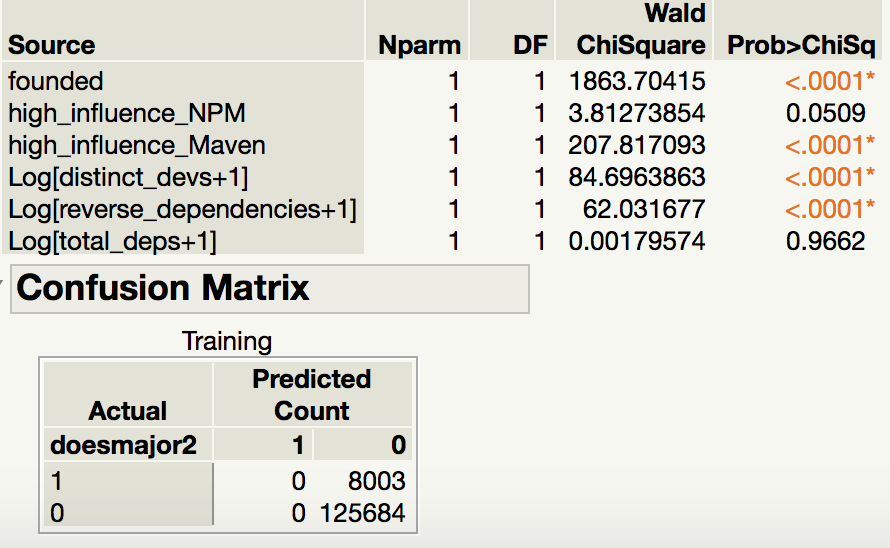 Wald
Source Nparm DF ChiSquare Prob>ChiSq
founded 1 1 1863.70415 <.0001*
high_influence_NPM 1 1 3.81273854 0.0509
high_influence_Maven 1 1 207.817093 <.0001*
Log[distinct_devs+1] 1 1 84.6963863 <.0001*
Log[reverse_dependencies+1] 1 1 62.031677 <.0001*
Log[total_deps+1] 1 1 0.00179574 0.9662
Confusion Matrix
Training
Predicted
Actual Count
doesmajor2 1 0
1 0 8003
0 0 125684